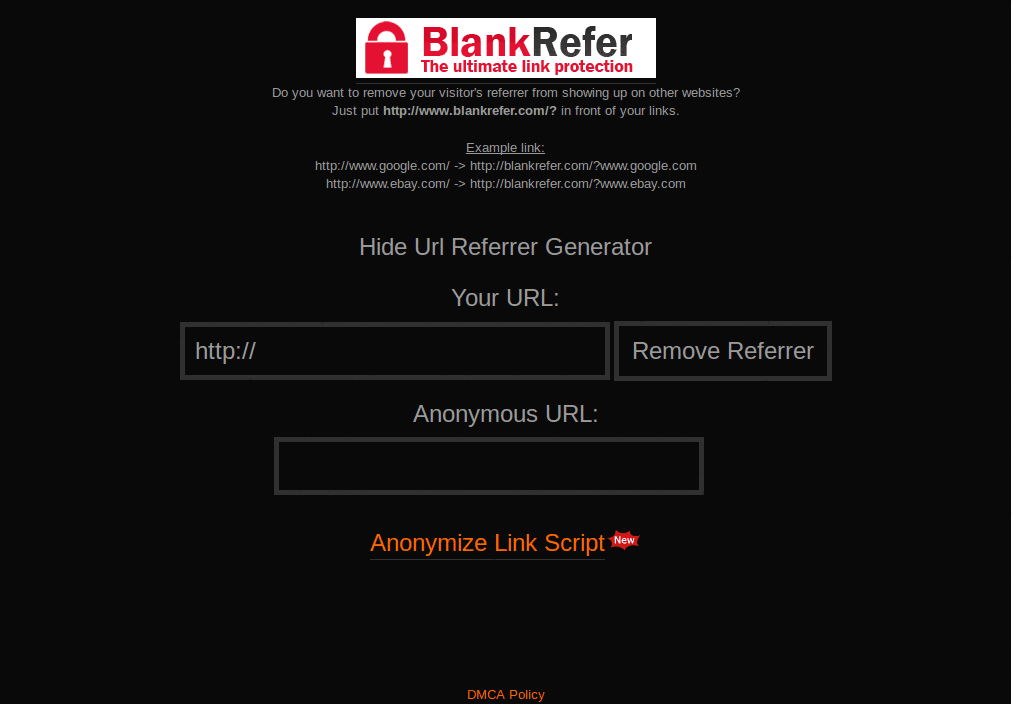 BlankRefer
The ultimate link protection
Do you want to remove your visitor's referrer from showing up on other websites?
Just put http://www.blankrefer.com/? in front of your links.
Example link:
http://www.google.com/ -> http://blankrefer.com/?www.google.com
http://www.ebay.com/ -> http://blankrefer.com/?www.ebay.com
Hide Url Referrer Generator
Your URL:
http:// Remove Referrer
Anonymous URL:
Anonymize Link Script New
DMCA Policy